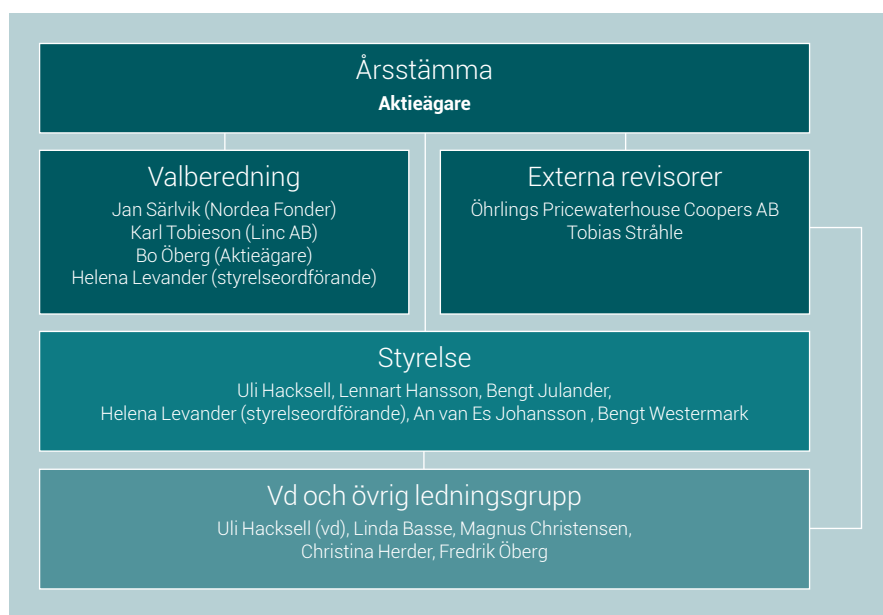 Årsstämma
Aktieägare
Valberedning
Jan Särlvik (Nordea Fonder)
Karl Tobieson (Linc AB)
Bo Öberg (Aktieägare)
Helena Levander (styrelseordförande)
Externa revisorer
Öhrlings Pricewaterhouse Coopers AB
Tobias Stråhle
Styrelse
Uli Hacksell, Lennart Hansson, Bengt Julander,
Helena Levander (styrelseordförande), An van Es Johansson , Bengt Westermark
Vd och övrig ledningsgrupp
Uli Hacksell (vd), Linda Basse, Magnus Christensen,
Christina Herder, Fredrik Öberg